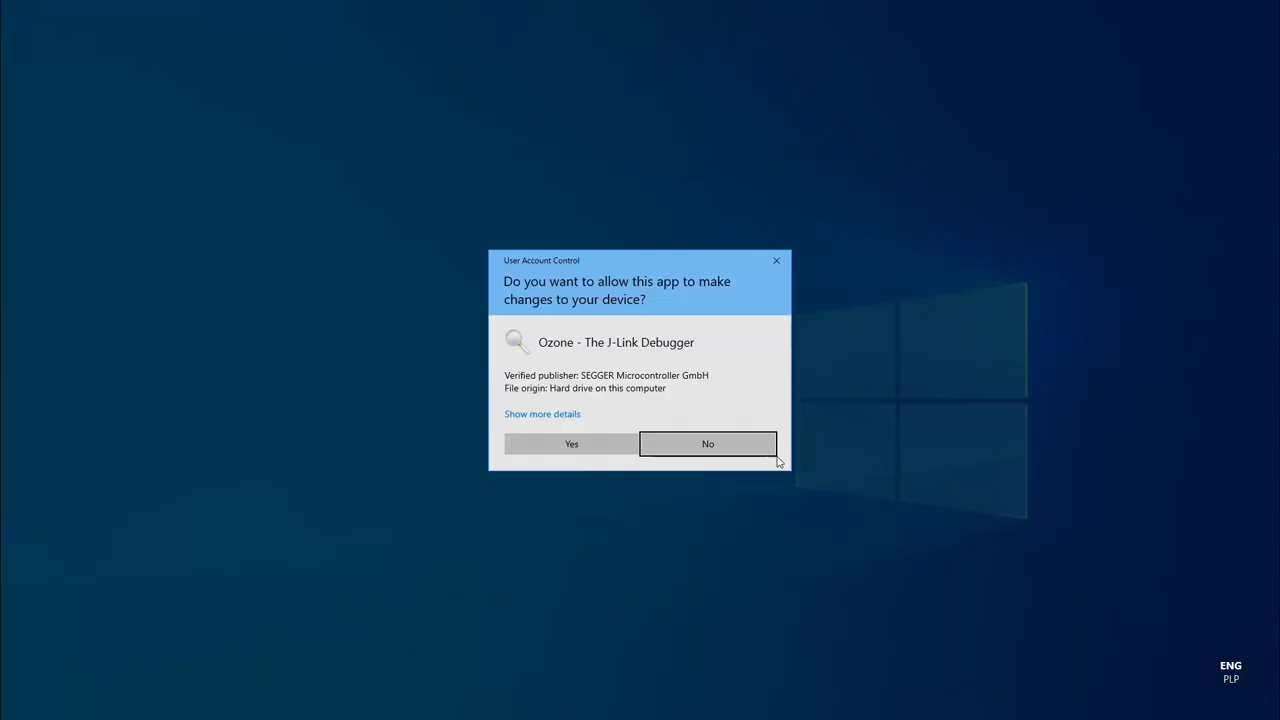 User Account Control
Do you want to allow this app to make
changes to your device?
Ozone - The J-Link Debugger
Verified publisher: SEGGER Microcontroller GmbH
File origin: Hard drive on this computer
Show more details
Yes
No
ENG
PLP